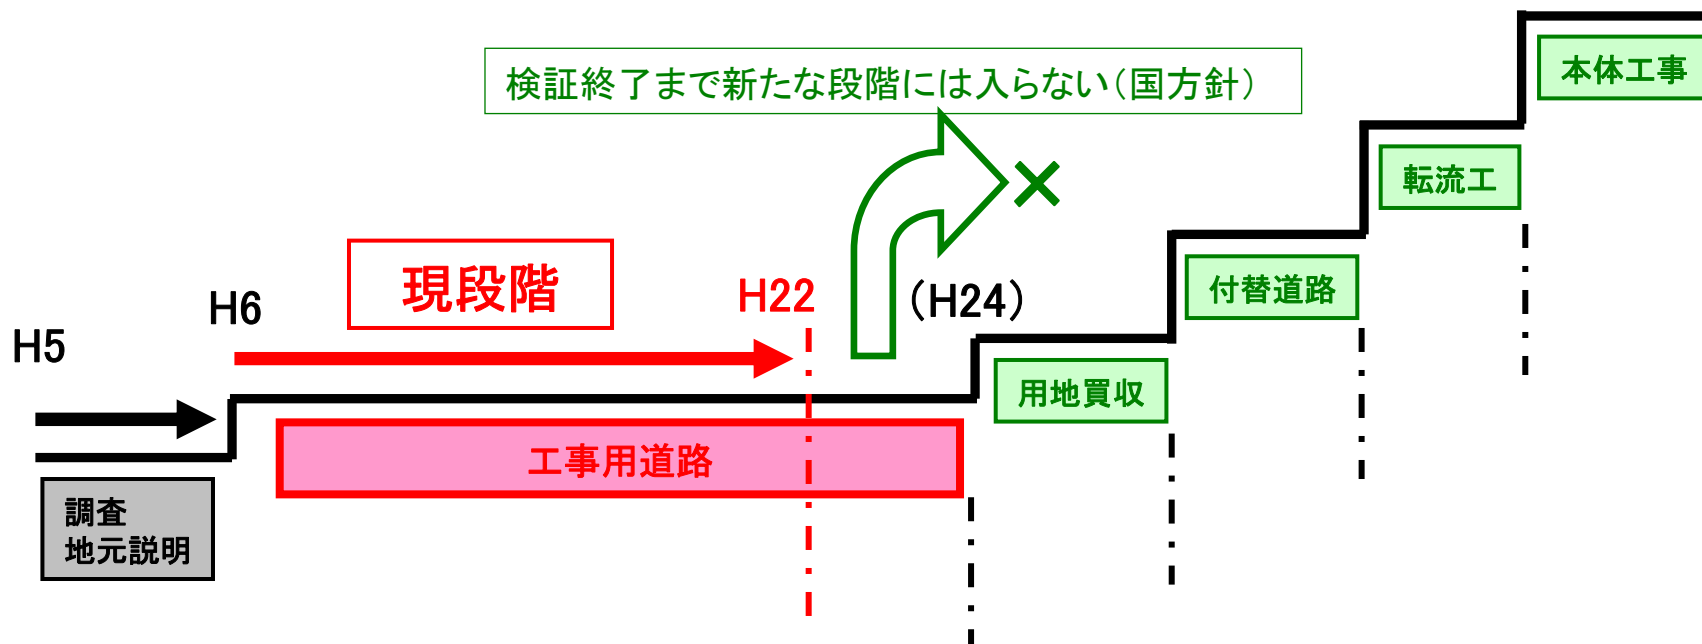 検証終了まで新たな段階には入らない(国方針)
本体工事
転流工
付替道路
現段階
H22
(H24)
H6
H5
用地買収
工事用道路
調査
地元説明